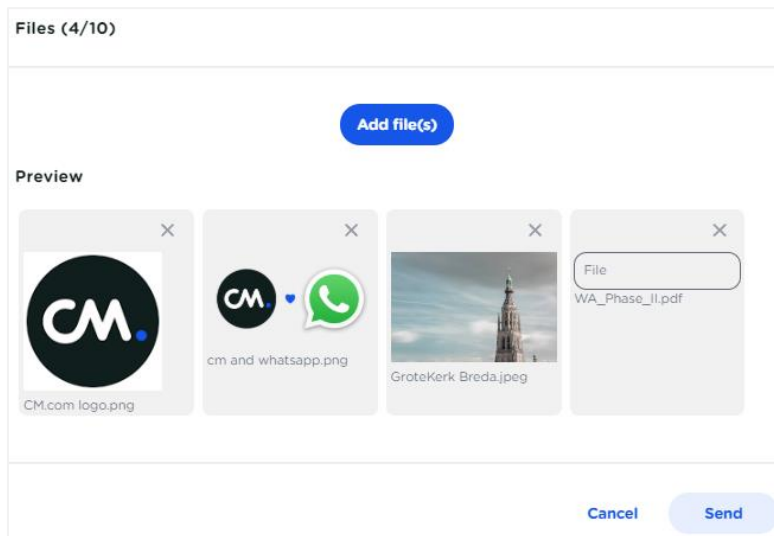 Files (4/10)
Add file(s)
Preview
CM.
CM.com logo.png
CM.
cm and whatsapp.png
GroteKerk Breda.jpeg
File
WA_Phase_II.pdf
Cancel
Send